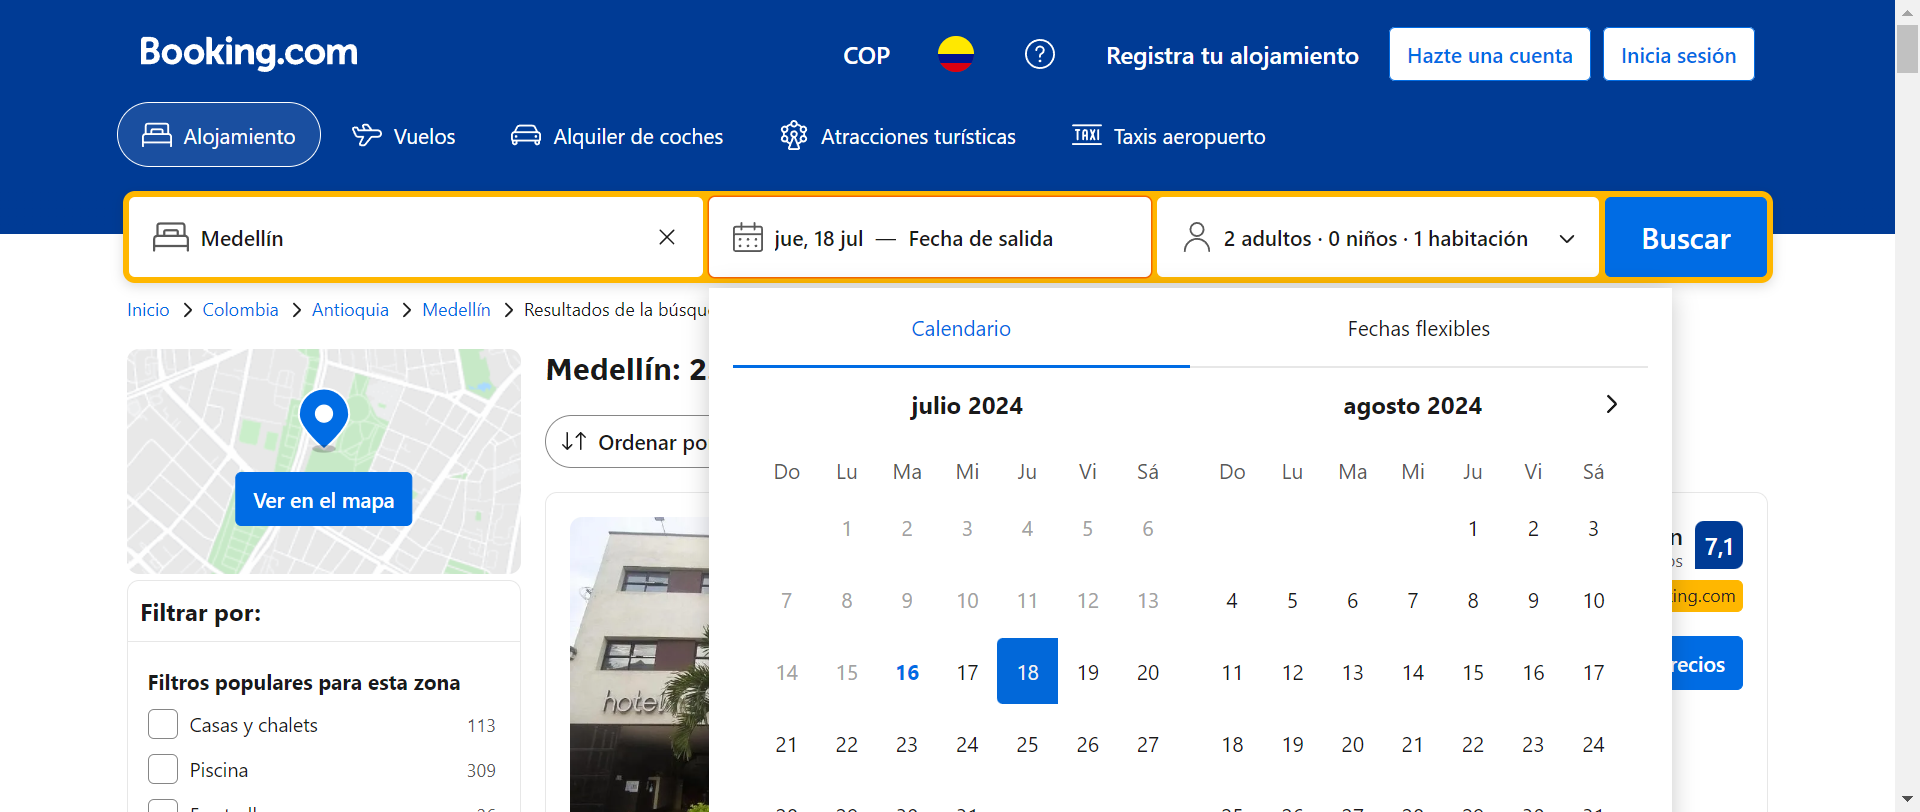 Booking.com
COP
Registra tu alojamiento
Hazte una cuenta
Inicia sesión
Alojamiento
Vuelos
Alquiler de coches
Atracciones turísticas
TAXI
Taxis aeropuerto
Medellín
jue, 18 jul — Fecha de salida
2 adultos · 0 niños · 1 habitación
Buscar
Inicio > Colombia > Antioquia > Medellín > Resultados de la búsqu
Ver en el mapa
Filtrar por:
Filtros populares para esta zona
Casas y chalets 113
Piscina 309
Medellín: 2
Ordenar po
hotel
Calendario
Fechas flexibles
julio 2024
Do Lu Ma Mi Ju Vi Sá
1 2 3 4 5 6
7 8 9 10 11 12 13
14 15 16 17 18 19 20
21 22 23 24 25 26 27
agosto 2024
Do Lu Ma Mi Ju Vi Sá
1 2 3
4 5 6 7 8 9 10
11 12 13 14 15 16 17
18 19 20 21 22 23 24
n
os
7,1
ing.com
recios